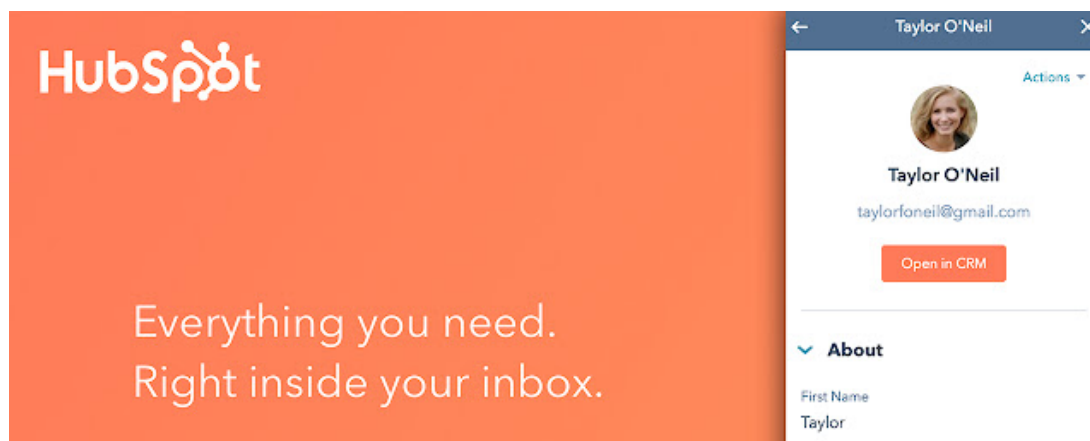 HubSpot
Everything you need.
Right inside your inbox.
Taylor O'Neil
Actions
Taylor O'Neil
taylorfoneil@gmail.com
Open in CRM
About
First Name
Taylor